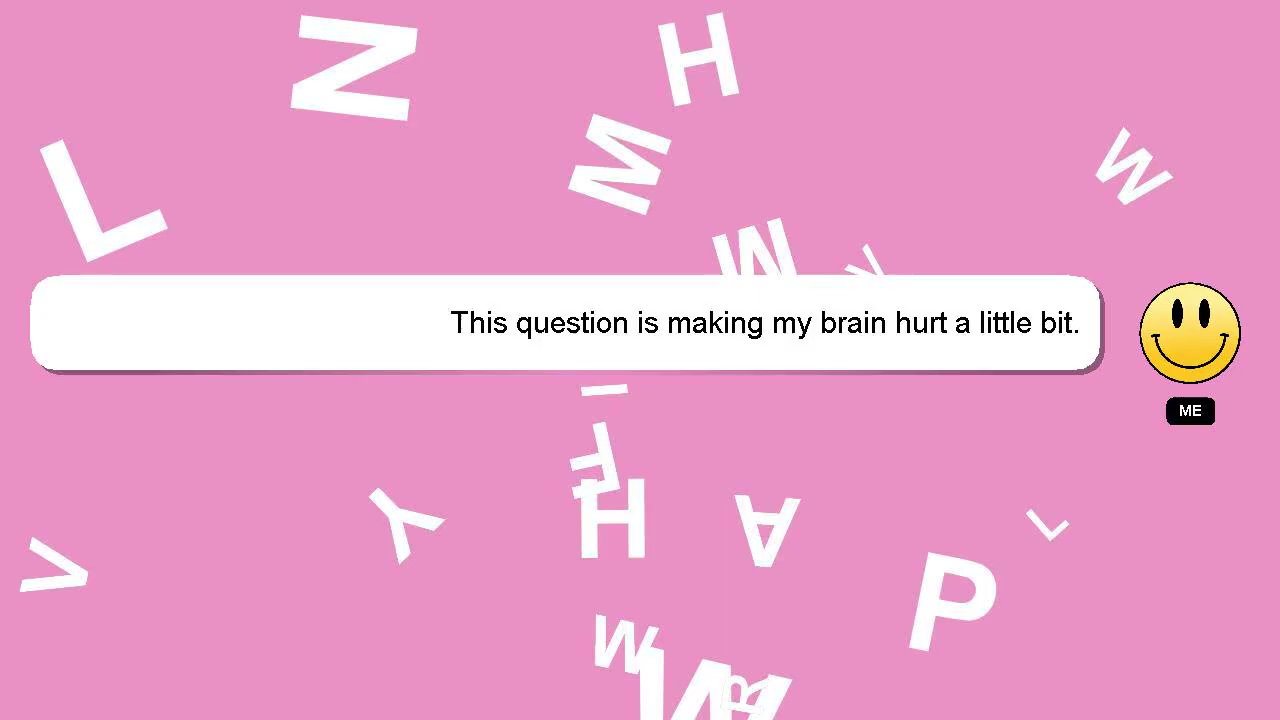 N
H
M
L
W
W
V
This question is making my brain hurt a little bit.
ME
I
F
H
A
Y
L
V
P
W
W
R